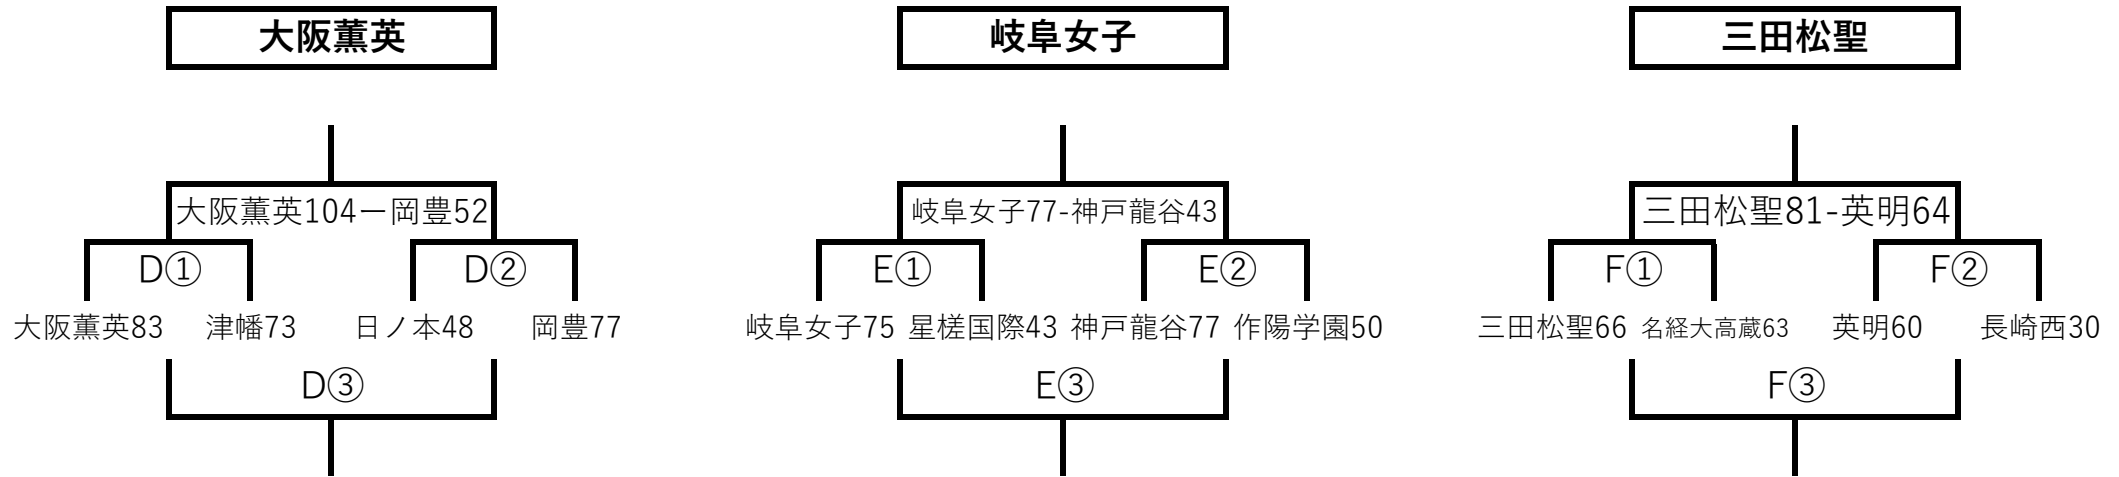 大阪薫英
岐阜女子
三田松聖
大阪薫英104ー岡豊52
岐阜女子77-神戸龍谷43
三田松聖81-英明64
D① D② E① E② F① F②
大阪薫英83 津幡73 日ノ本48 岡豊77 岐阜女子75 星槎国際43 神戸龍谷77 作陽学園50 三田松聖66 名経大高蔵63 英明60 長崎西30
D③ E③ F③